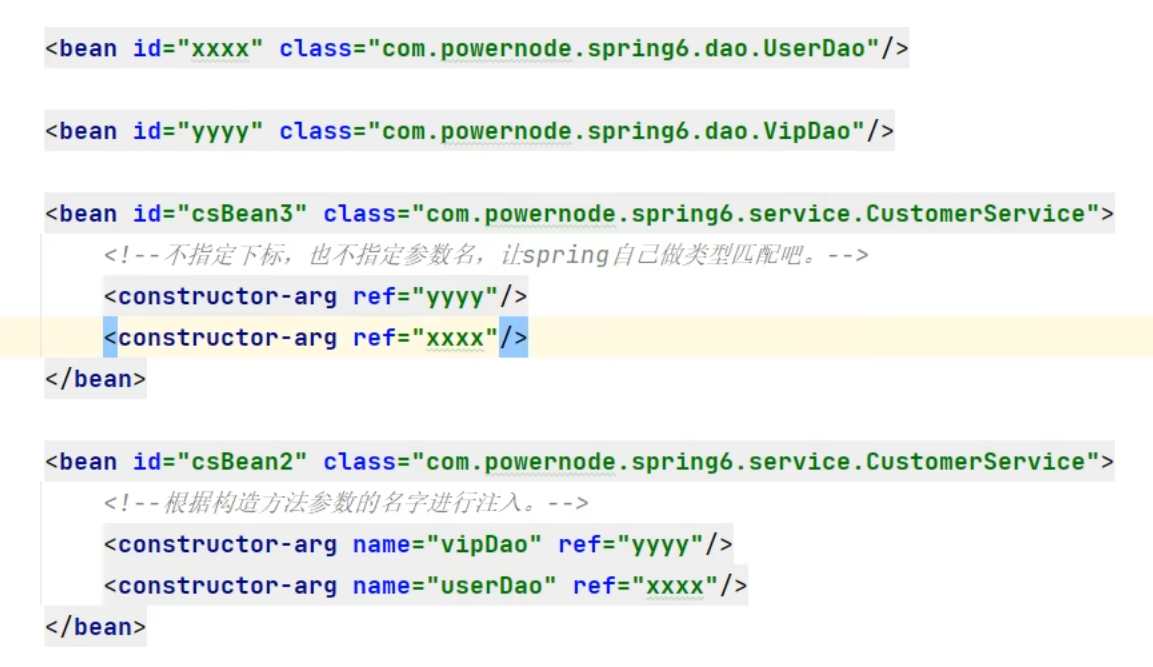 <bean id="xxxx" class="com.powernode.spring6.dao.UserDao"/>
<bean id="yyyy" class="com.powernode.spring6.dao.VipDao"/>
<bean id="csBean3" class="com.powernode.spring6.service.CustomerService">
<!--不指定下标，也不指定参数名，让spring自己做类型匹配吧。-->
<constructor-arg ref="yyyy"/>
<constructor-arg ref="xxxx"/>
</bean>
<bean id="csBean2" class="com.powernode.spring6.service.CustomerService">
<!--根据构造方法参数的名字进行注入。-->
<constructor-arg name="vipDao" ref="yyyy"/>
<constructor-arg name="userDao" ref="xxxx"/>
</bean>